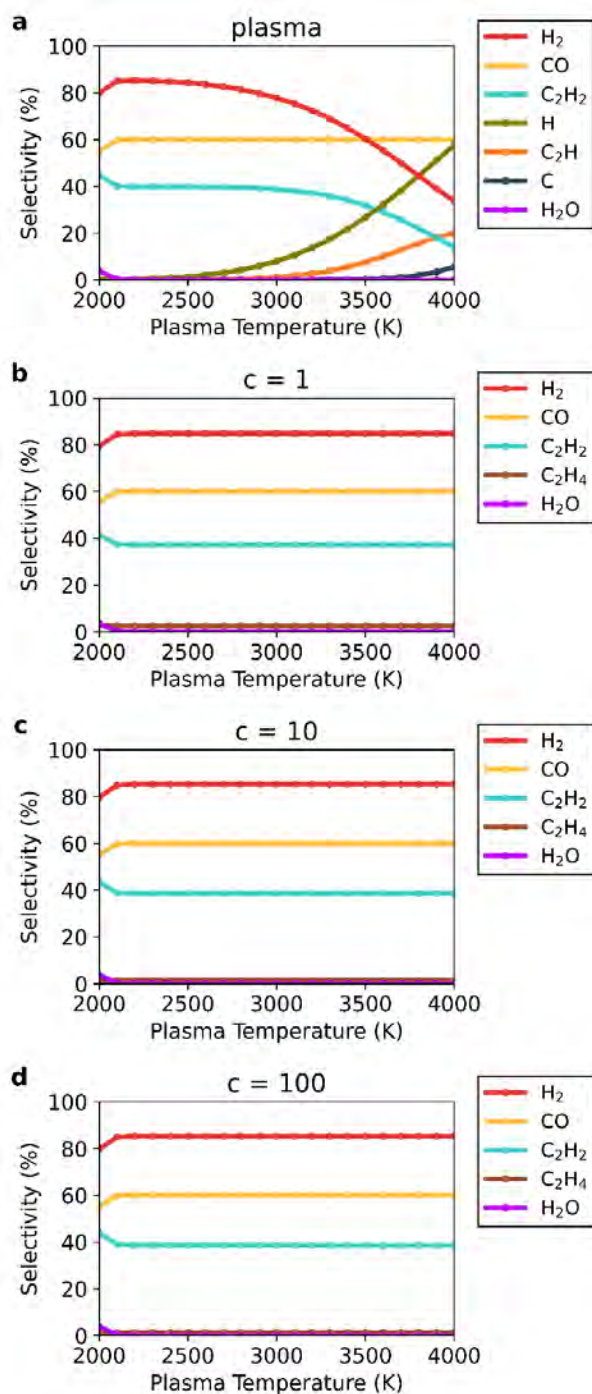 a
plasma
100
80
60
40
20
0
Selectivity (%)
2000 2500 3000 3500 4000
Plasma Temperature (K)
H₂
CO
C₂H₂
H
C₂H
C
H₂O
b
c = 1
100
80
60
40
20
0
Selectivity (%)
2000 2500 3000 3500 4000
Plasma Temperature (K)
H₂
CO
C₂H₂
C₂H₄
H₂O
c
c = 10
100
80
60
40
20
0
Selectivity (%)
2000 2500 3000 3500 4000
Plasma Temperature (K)
H₂
CO
C₂H₂
C₂H₄
H₂O
d
c = 100
100
80
60
40
20
0
Selectivity (%)
2000 2500 3000 3500 4000
Plasma Temperature (K)
H₂
CO
C₂H₂
C₂H₄
H₂O